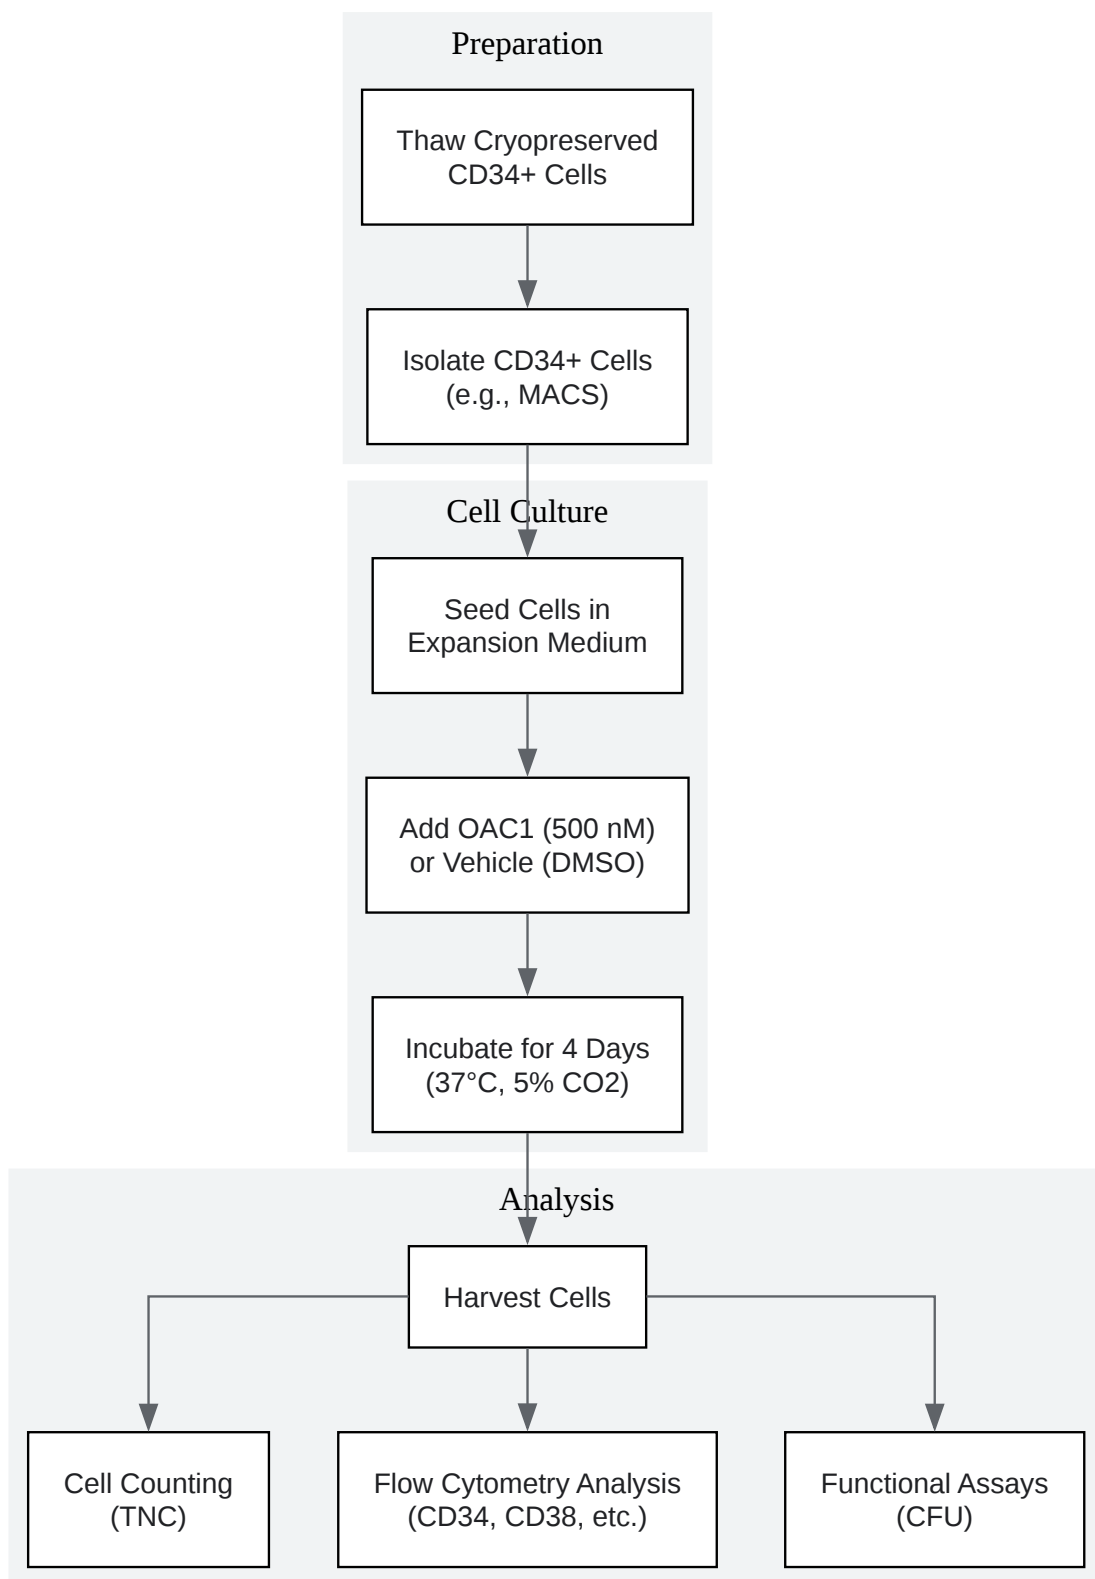 Preparation
Thaw Cryopreserved
CD34+ Cells
Isolate CD34+ Cells
(e.g., MACS)
Cell Culture
Seed Cells in
Expansion Medium
Add OAC1 (500 nM)
or Vehicle (DMSO)
Incubate for 4 Days
(37°C, 5% CO2)
Analysis
Harvest Cells
Cell Counting
(TNC)
Flow Cytometry Analysis
(CD34, CD38, etc.)
Functional Assays
(CFU)